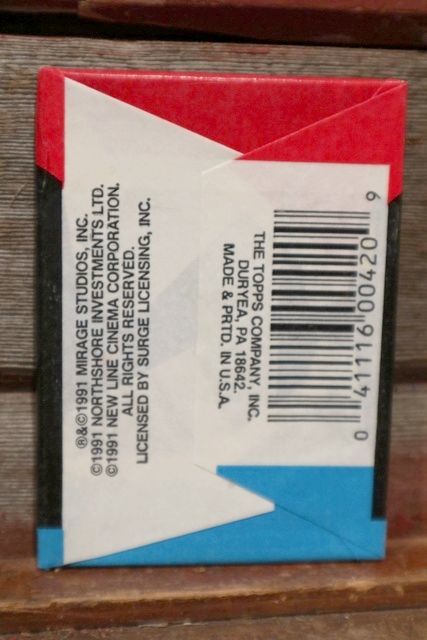 ®&©1991 MIRAGE STUDIOS, INC.
©1991 NORTHSHORE INVESTMENTS LTD.
©1991 NEW LINE CINEMA CORPORATION.
ALL RIGHTS RESERVED.
LICENSED BY SURGE LICENSING, INC.
THE TOPPS COMPANY, INC.
DURYEA, PA 18642.
MADE & PRTD. IN U.S.A.
0 41116 00420 9